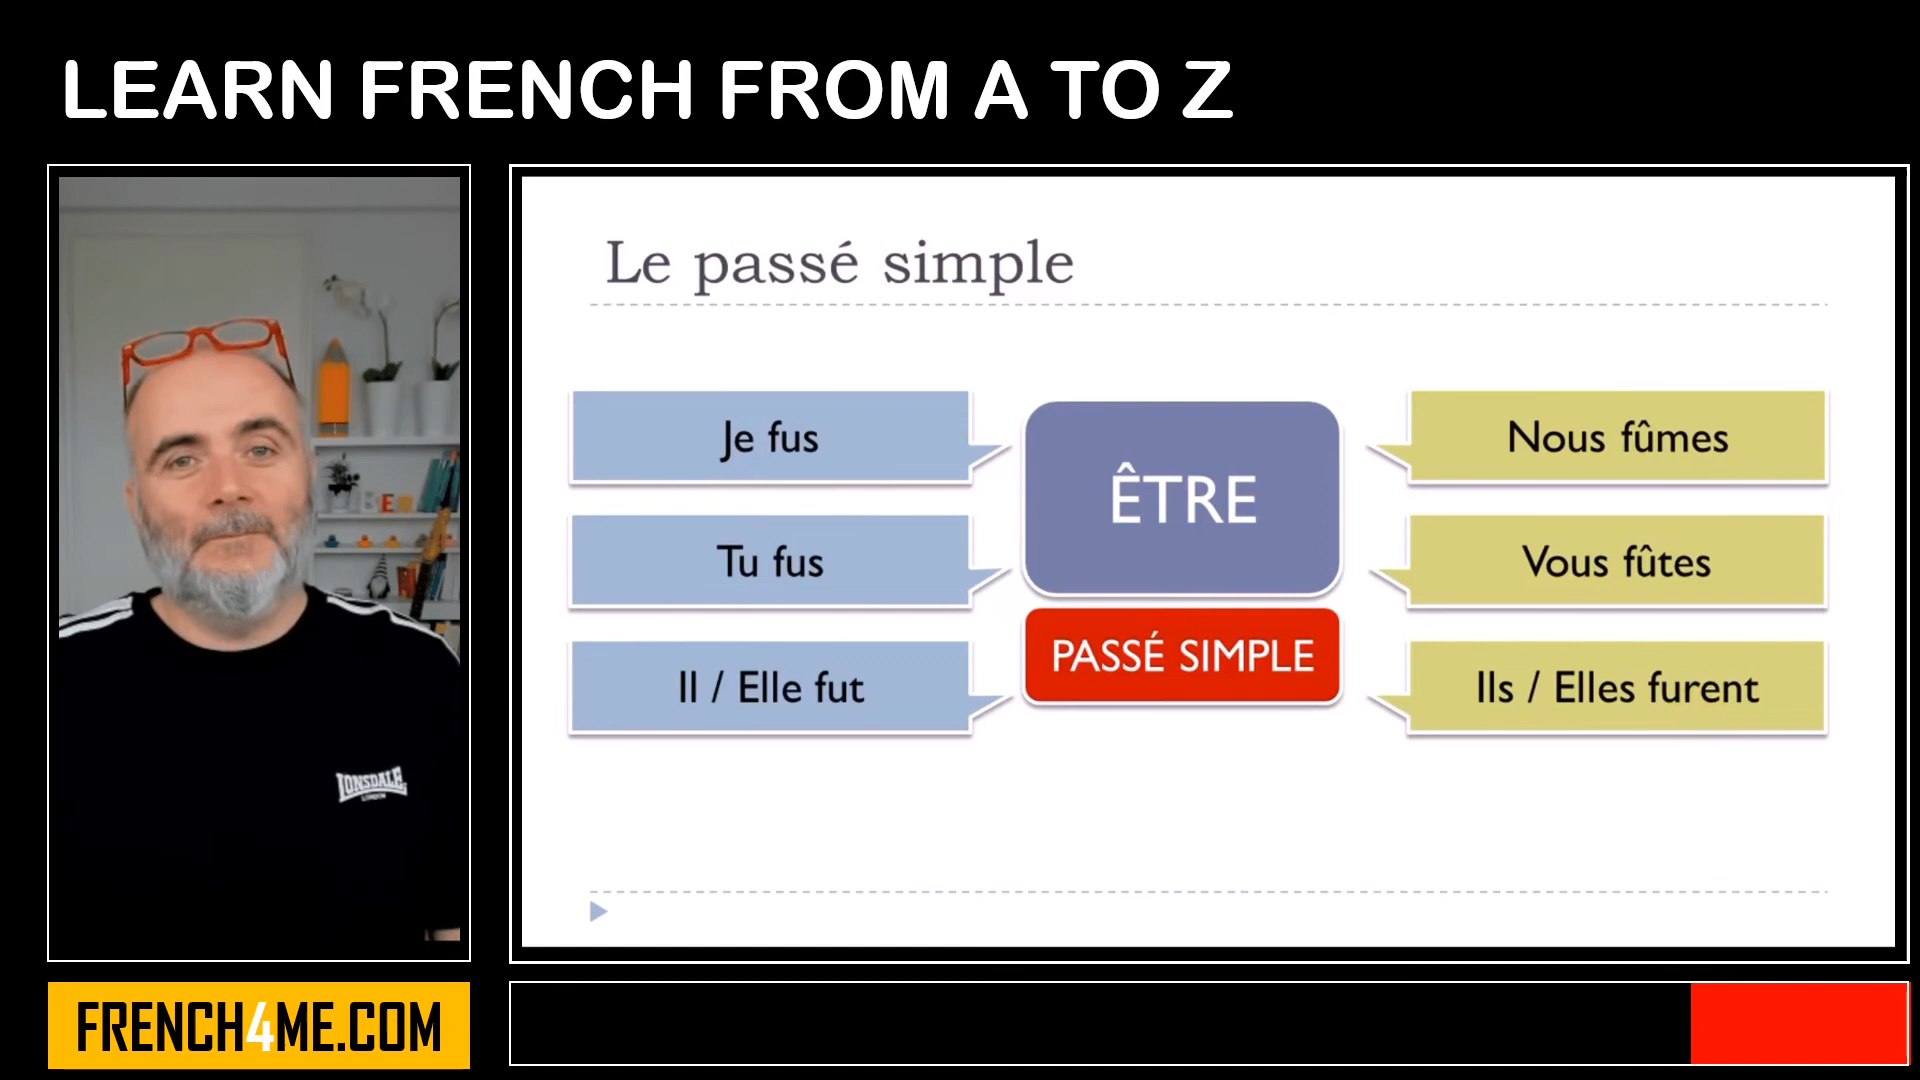 LEARN FRENCH FROM A TO Z
Le passé simple
Je fus
Tu fus
Il / Elle fut
ÊTRE
PASSÉ SIMPLE
Nous fûmes
Vous fûtes
Ils / Elles furent
LONSDALE
LONDON
FRENCH4ME.COM